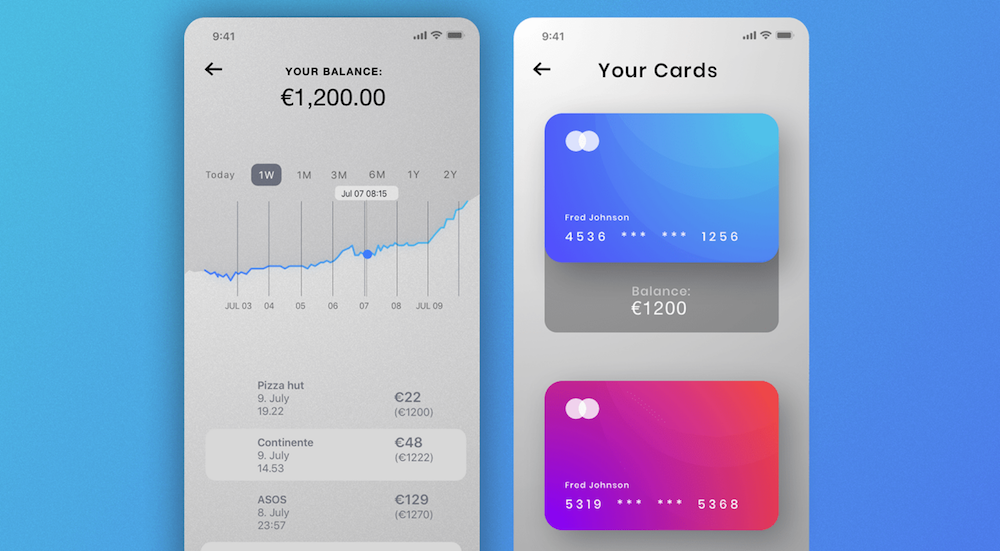 9:41
YOUR BALANCE:
€1,200.00
Today 1W 1M 3M 6M 1Y 2Y
Jul 07 08:15
JUL 03 04 05 06 07 08 JUL 09
Pizza hut
9. July
19.22
€22
(€1200)
Continente
9. July
14.53
€48
(€1222)
ASOS
8. July
23:57
€129
(€1270)
9:41
Your Cards
Fred Johnson
4536 *** *** 1256
Balance:
€1200
Fred Johnson
5319 *** *** 5368